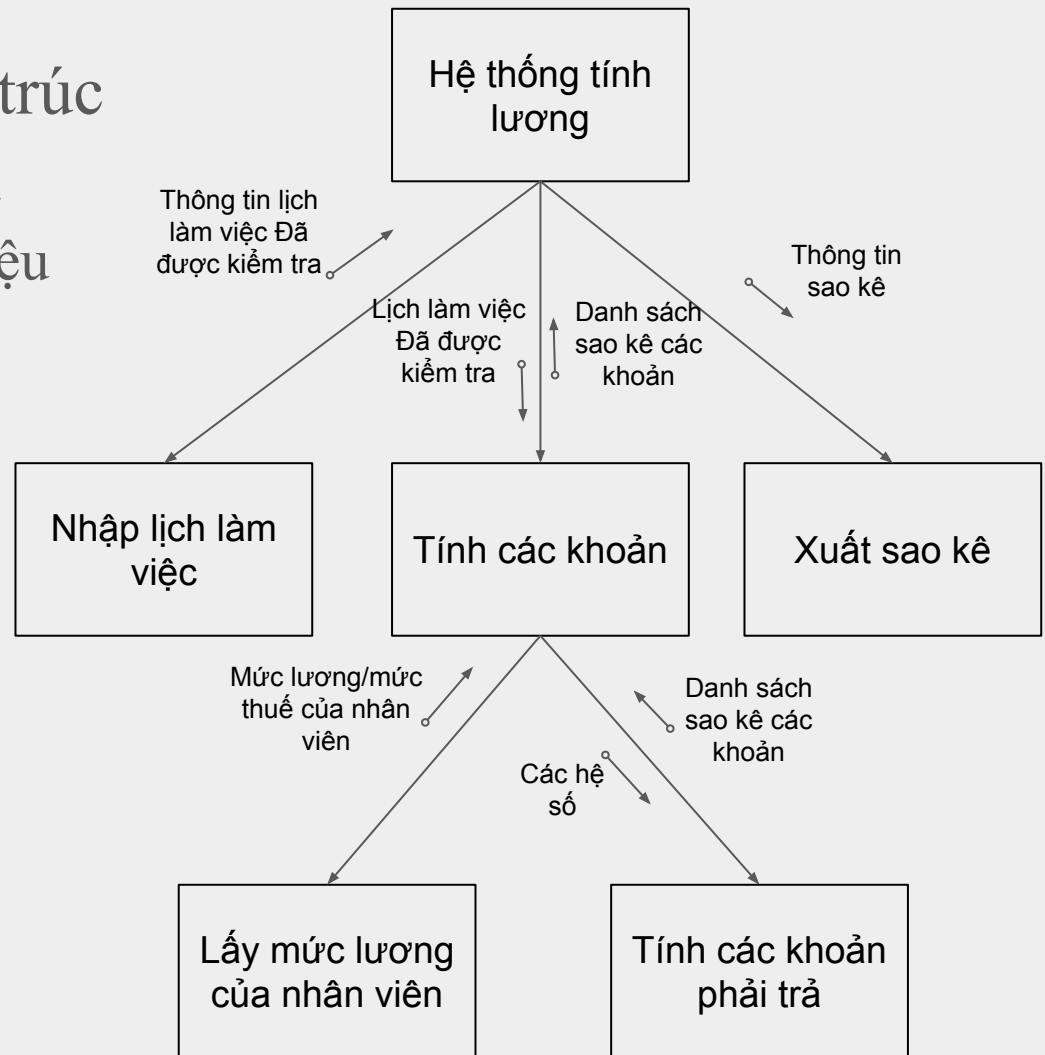 trúc
Hệ thống tính
lương
Thông tin lịch
làm việc Đã
được kiểm tra
Thông tin
sao kê
Lịch làm việc
Đã được
kiểm tra
Danh sách
sao kê các
khoản
Nhập lịch làm
việc
Tính các khoản
Xuất sao kê
Mức lương/mức
thuế của nhân
viên
Danh sách
sao kê các
khoản
Các hệ
số
Lấy mức lương
của nhân viên
Tính các khoản
phải trả